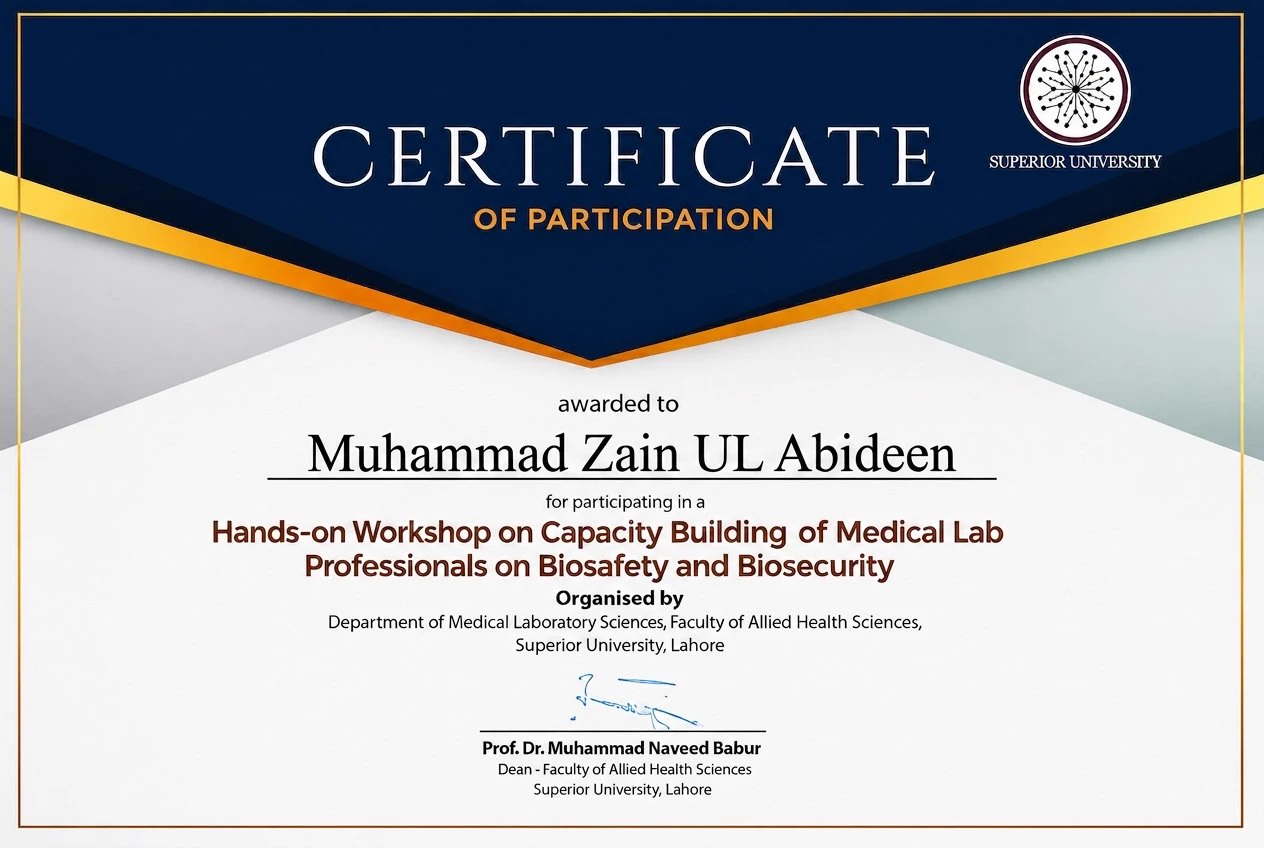 SUPERIOR UNIVERSITY
CERTIFICATE
OF PARTICIPATION
awarded to
Muhammad Zain UL Abideen
for participating in a
Hands-on Workshop on Capacity Building of Medical Lab
Professionals on Biosafety and Biosecurity
Organised by
Department of Medical Laboratory Sciences, Faculty of Allied Health Sciences,
Superior University, Lahore
Prof. Dr. Muhammad Naveed Babur
Dean - Faculty of Allied Health Sciences
Superior University, Lahore